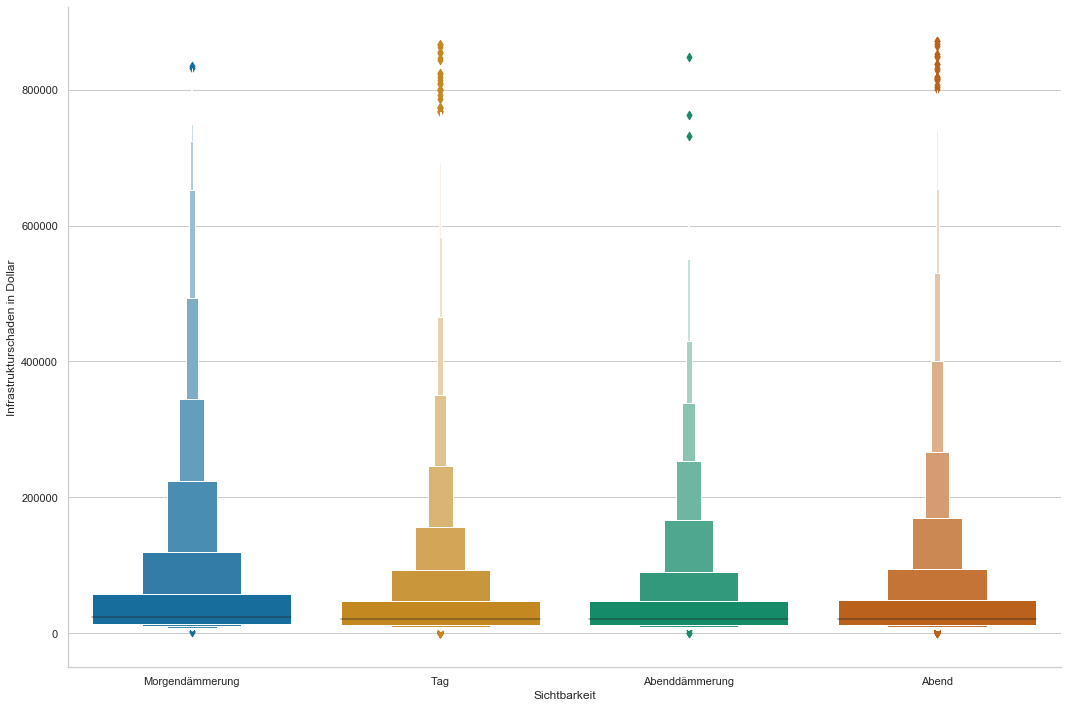 800000
600000
400000
200000
0
Infrastrukturschaden in Dollar
Morgendämmerung Tag Abenddämmerung Abend
Sichtbarkeit